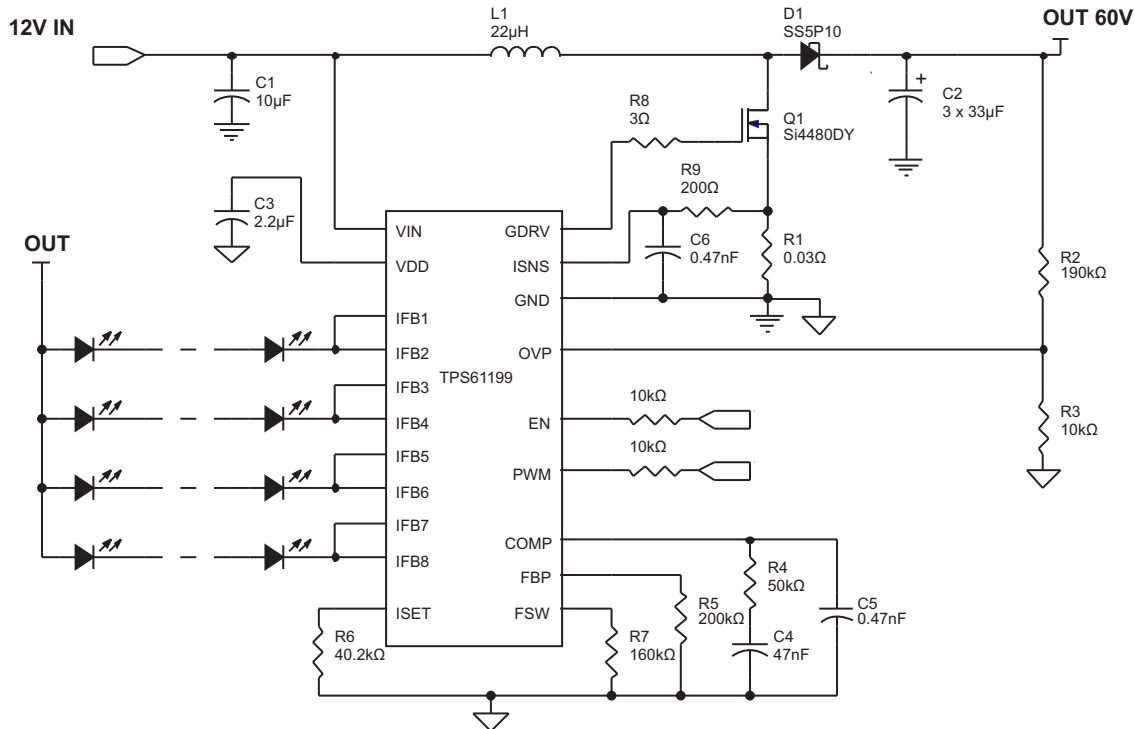 12V IN
L1
22µH
D1
SS5P10
OUT 60V
C1
10µF
R8
3Ω
Q1
Si4480DY
+
C2
3 x 33µF
R9
200Ω
C3
2.2µF
OUT
VIN
GDRV
C6
0.47nF
R1
0.03Ω
R2
190kΩ
VDD
ISNS
GND
IFB1
IFB2
OVP
TPS61199
IFB3
IFB4
EN
10kΩ
R3
10kΩ
IFB5
PWM
10kΩ
IFB6
IFB7
COMP
IFB8
FBP
R4
50kΩ
ISET
FSW
R5
200kΩ
C5
0.47nF
R6
40.2kΩ
R7
160kΩ
C4
47nF